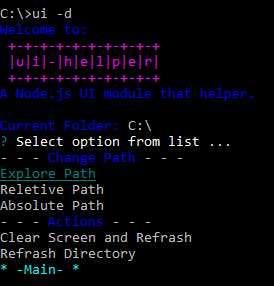 C:\>ui -d
Welcome to:
+-+-+-+-+-+-+-+-+-+
|u|i|-|h|e|l|p|e|r|
+-+-+-+-+-+-+-+-+-+
A Node.js UI module that helper.
Current Folder: C:\
? Select option from list ...
- - - Change Path - - -
Explore Path
Reletive Path
Absolute Path
- - - Actions - - -
Clear Screen and Refrash
Refrash Directory
* -Main- *